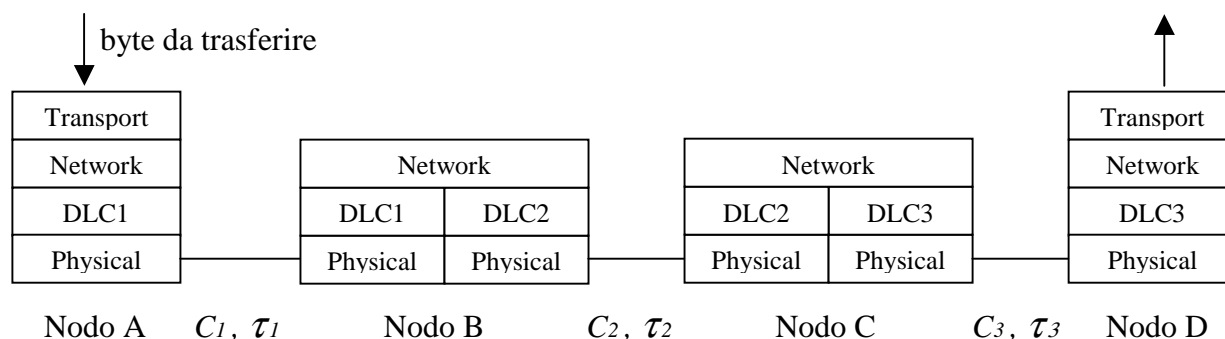 byte da trasferire
Transport Transport
Network Network Network Network
DLC1 DLC1 DLC2 DLC2 DLC3 DLC3
Physical Physical Physical Physical Physical Physical
Nodo A C1, τ1 Nodo B C2, τ2 Nodo C C3, τ3 Nodo D